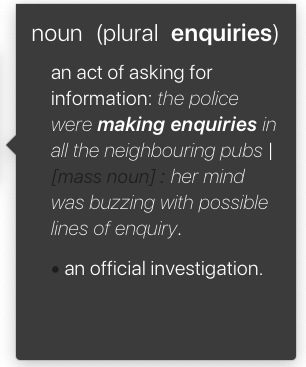 noun (plural enquiries)
an act of asking for
information: the police
were making enquiries in
all the neighbouring pubs |
[mass noun] : her mind
was buzzing with possible
lines of enquiry.
• an official investigation.